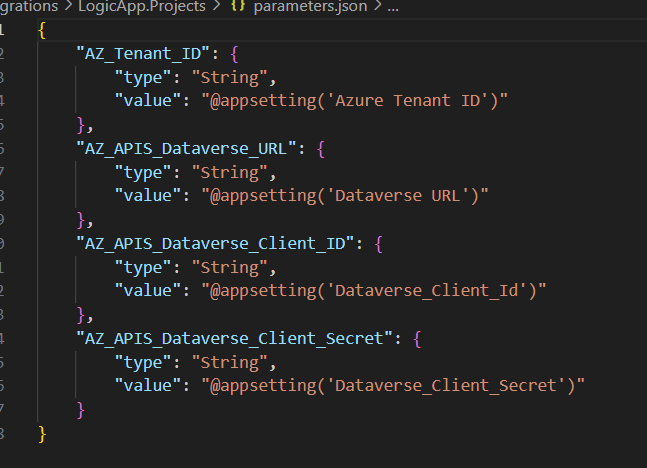 grations > LogicApp.Projects > {} parameters.json > ...
1 {
2 "AZ_Tenant_ID": {
3 "type": "String",
4 "value": "@appsetting('Azure Tenant ID')"
5 },
6 "AZ_APIS_Dataverse_URL": {
7 "type": "String",
8 "value": "@appsetting('Dataverse URL')"
9 },
0 "AZ_APIS_Dataverse_Client_ID": {
1 "type": "String",
2 "value": "@appsetting('Dataverse_Client_Id')"
3 },
4 "AZ_APIS_Dataverse_Client_Secret": {
5 "type": "String",
6 "value": "@appsetting('Dataverse_Client_Secret')"
7 }
8 }